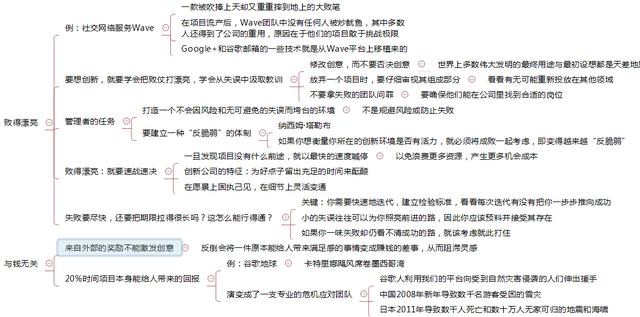 败得漂亮
例：社交网络服务Wave
一款被吹捧上天却又重重摔到地上的大败笔
在项目流产后，Wave团队中没有任何人被炒鱿鱼，其中多数
人还得到了公司的重用，原因在于他们的项目敢于挑战极限
Google+和谷歌邮箱的一些技术就是从Wave平台上移植来的
要想创新，就要学会把败仗打漂亮，学会从失误中汲取教训
修改创意，而不要否决创意
世界上多数伟大发明的最终用途与最初设想都是天差地
放弃一个项目时，要仔细审视其组成部分
看看有无可能重新投放在其他领域
不要拿失败的团队问罪
要确保他们能在公司里找到合适的岗位
管理者的任务
打造一个不会因风险和无可避免的失误而垮台的环境
不是规避风险或防止失败
要建立一种“反脆弱”的体制
纳西姆·塔勒布
如果你想衡量你所在的创新环境是否有活力，就必须将成败一起考虑，即变得越来越“反脆弱”
败得漂亮：就要速战速决
一旦发现项目没有什么前途，就以最快的速度喊停
以免浪费更多资源，产生更多机会成本
创新公司的特征：为好点子留出充足的时间来酝酿
在愿景上固执己见，在细节上灵活变通
失败要尽快，还要把期限拉得很长吗？这怎么能行得通？
关键：你需要快速地迭代，建立检验标准，看看每次迭代有没有把你一步步推向成功
小的失误往往可以为你照亮前进的路，因此你应该预料并接受其存在
如果你一味失败却仍看不清成功的路，就该考虑就此打住
与钱无关
来自外部的奖励不能激发创意
反倒会将一件原本能给人带来满足感的事情变成赚钱的差事，从而阻滞灵感
20%时间项目本身能给人带来的回报
例：谷歌地球
卡特里娜飓风席卷墨西哥湾
演变成了一支专业的危机应对团队
谷歌人利用我们的平台向受到自然灾害侵袭的人们伸出援手
中国2008年新年导致数千名游客受困的雪灾
日本2011年导致数千人死亡和数十万人无家可归的地震和海啸